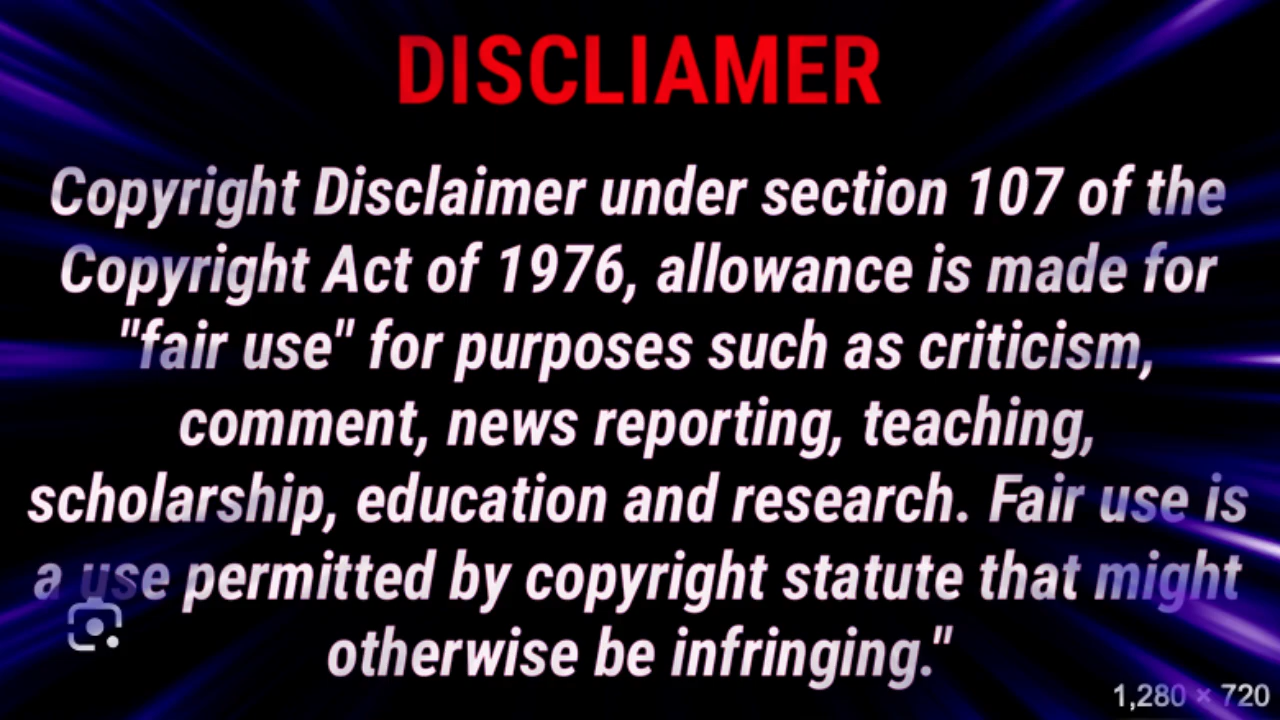 DISCLIAMER
Copyright Disclaimer under section 107 of the
Copyright Act of 1976, allowance is made for
"fair use" for purposes such as criticism,
comment, news reporting, teaching,
scholarship, education and research. Fair use is
a use permitted by copyright statute that might
otherwise be infringing."
1,280 × 720